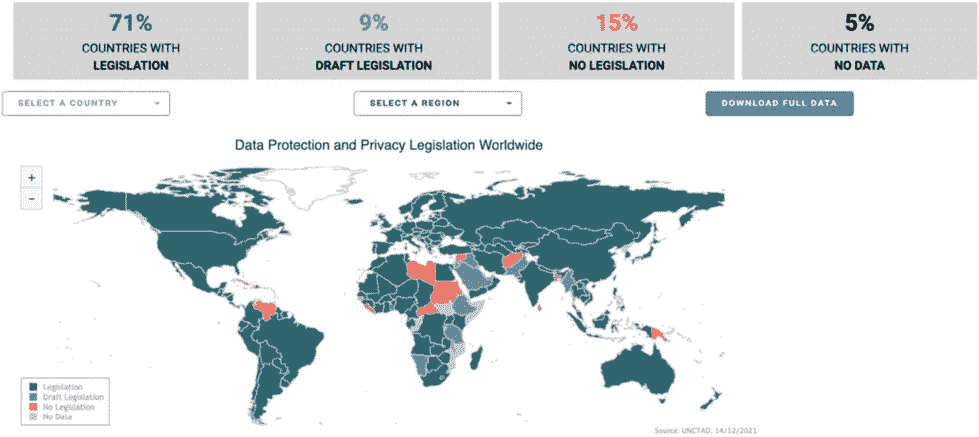 71%
COUNTRIES WITH
LEGISLATION
9%
COUNTRIES WITH
DRAFT LEGISLATION
15%
COUNTRIES WITH
NO LEGISLATION
5%
COUNTRIES WITH
NO DATA
SELECT A COUNTRY
SELECT A REGION
DOWNLOAD FULL DATA
Data Protection and Privacy Legislation Worldwide
+
−
Legislation
Draft Legislation
No Legislation
No Data
Source: UNCTAD, 14/12/2021